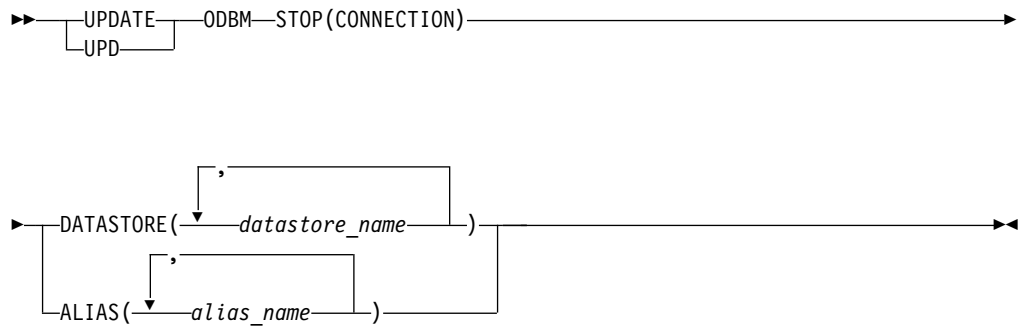 UPDATE ODBM STOP(CONNECTION)
UPD
,
DATASTORE( datastore_name )
,
ALIAS( alias_name )